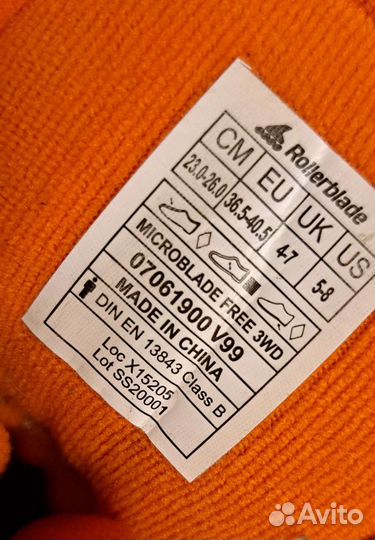 Rollerblade
CM EU UK US
23.0-26.0 36.5-40.5 4-7 5-8
MICROBLADE FREE 3WD
07061900 V99
MADE IN CHINA
DIN EN 13843 Class B
Loc X15205
Lot SS20001
Avito